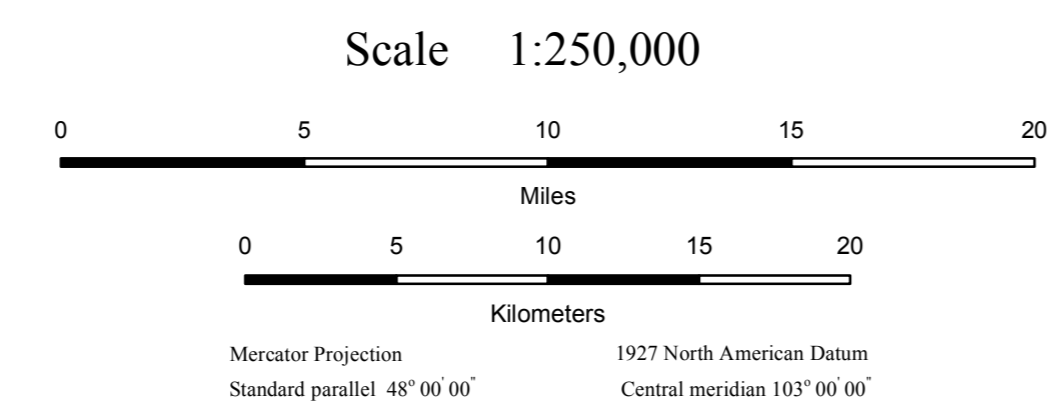 Scale 1:250,000
0 5 10 15 20
Miles
0 5 10 15 20
Kilometers
Mercator Projection 1927 North American Datum
Standard parallel 48° 00' 00" Central meridian 103° 00' 00"